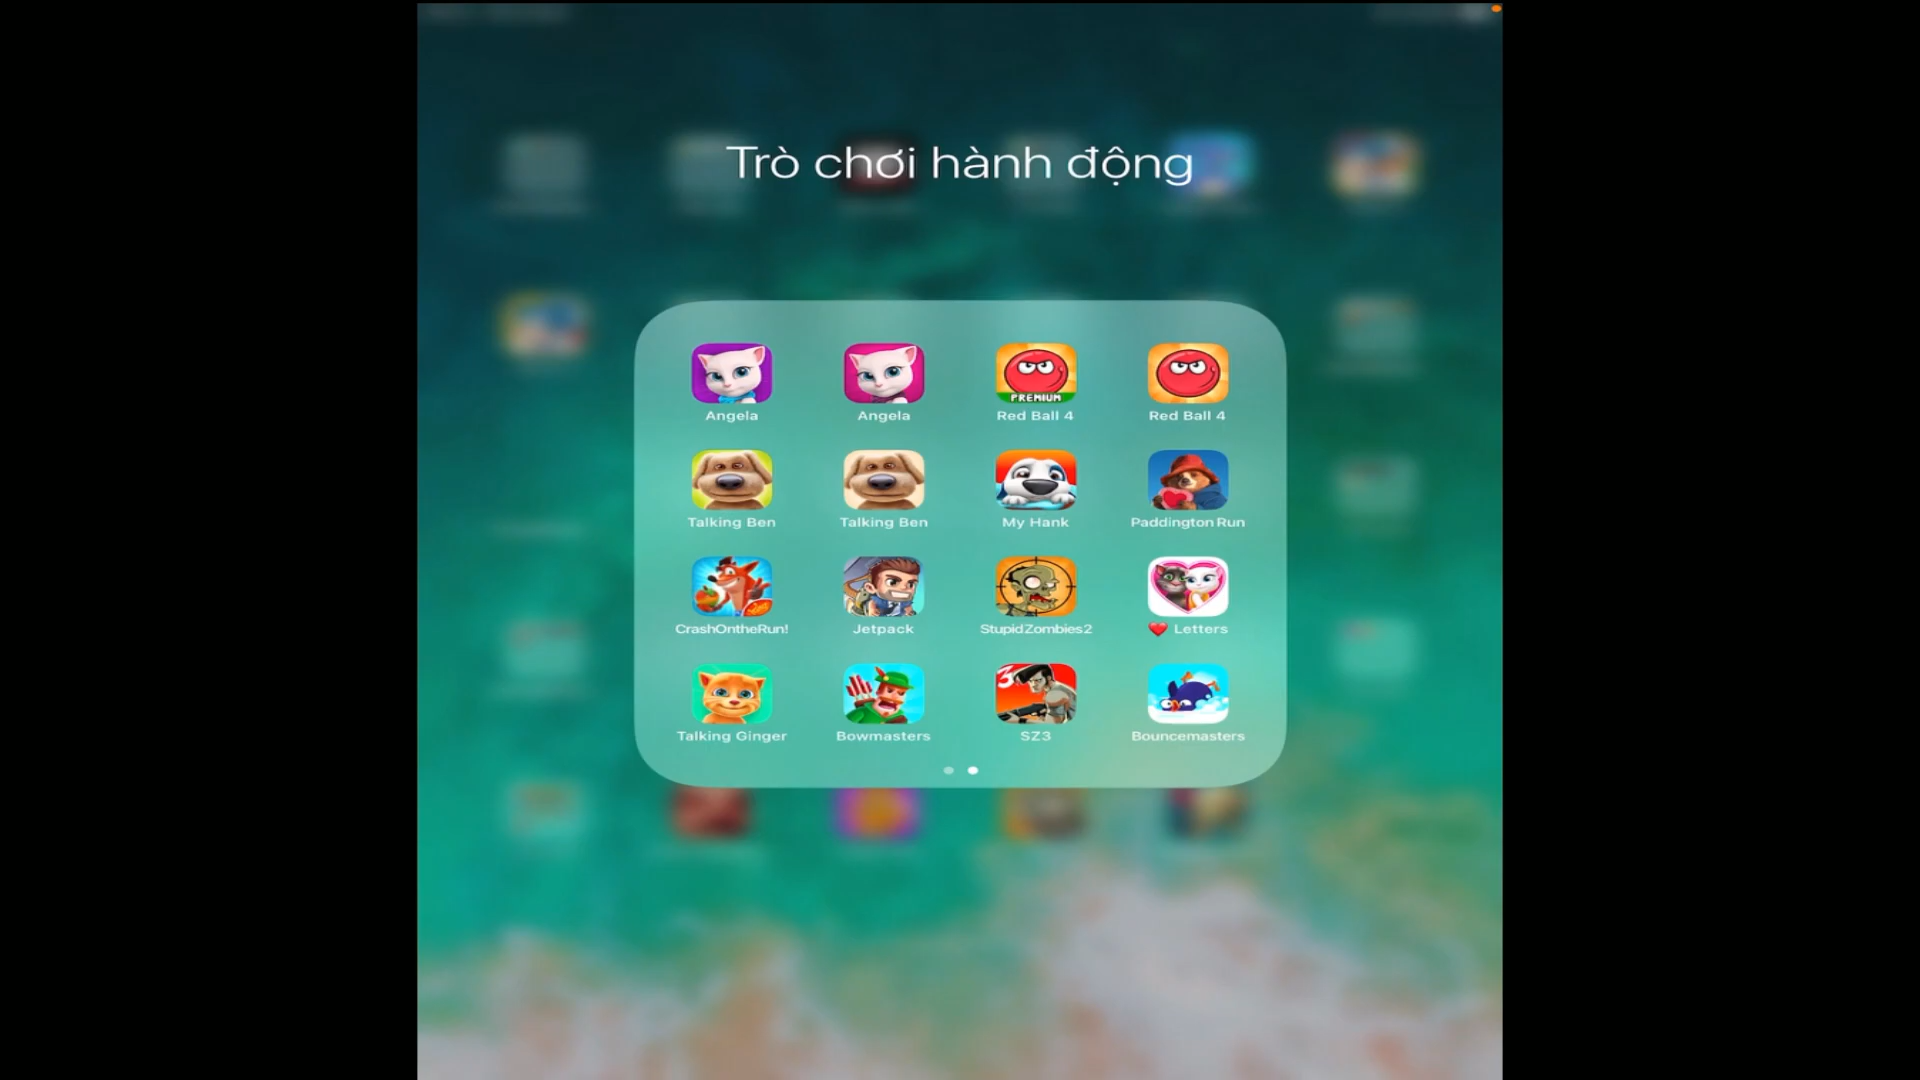 Trò chơi hành động
Angela
Angela
PREMIUM
Red Ball 4
Red Ball 4
Talking Ben
Talking Ben
My Hank
Paddington Run
CrashOntheRun!
Jetpack
StupidZombies2
❤️ Letters
Talking Ginger
Bowmasters
3
SZ3
Bouncemasters